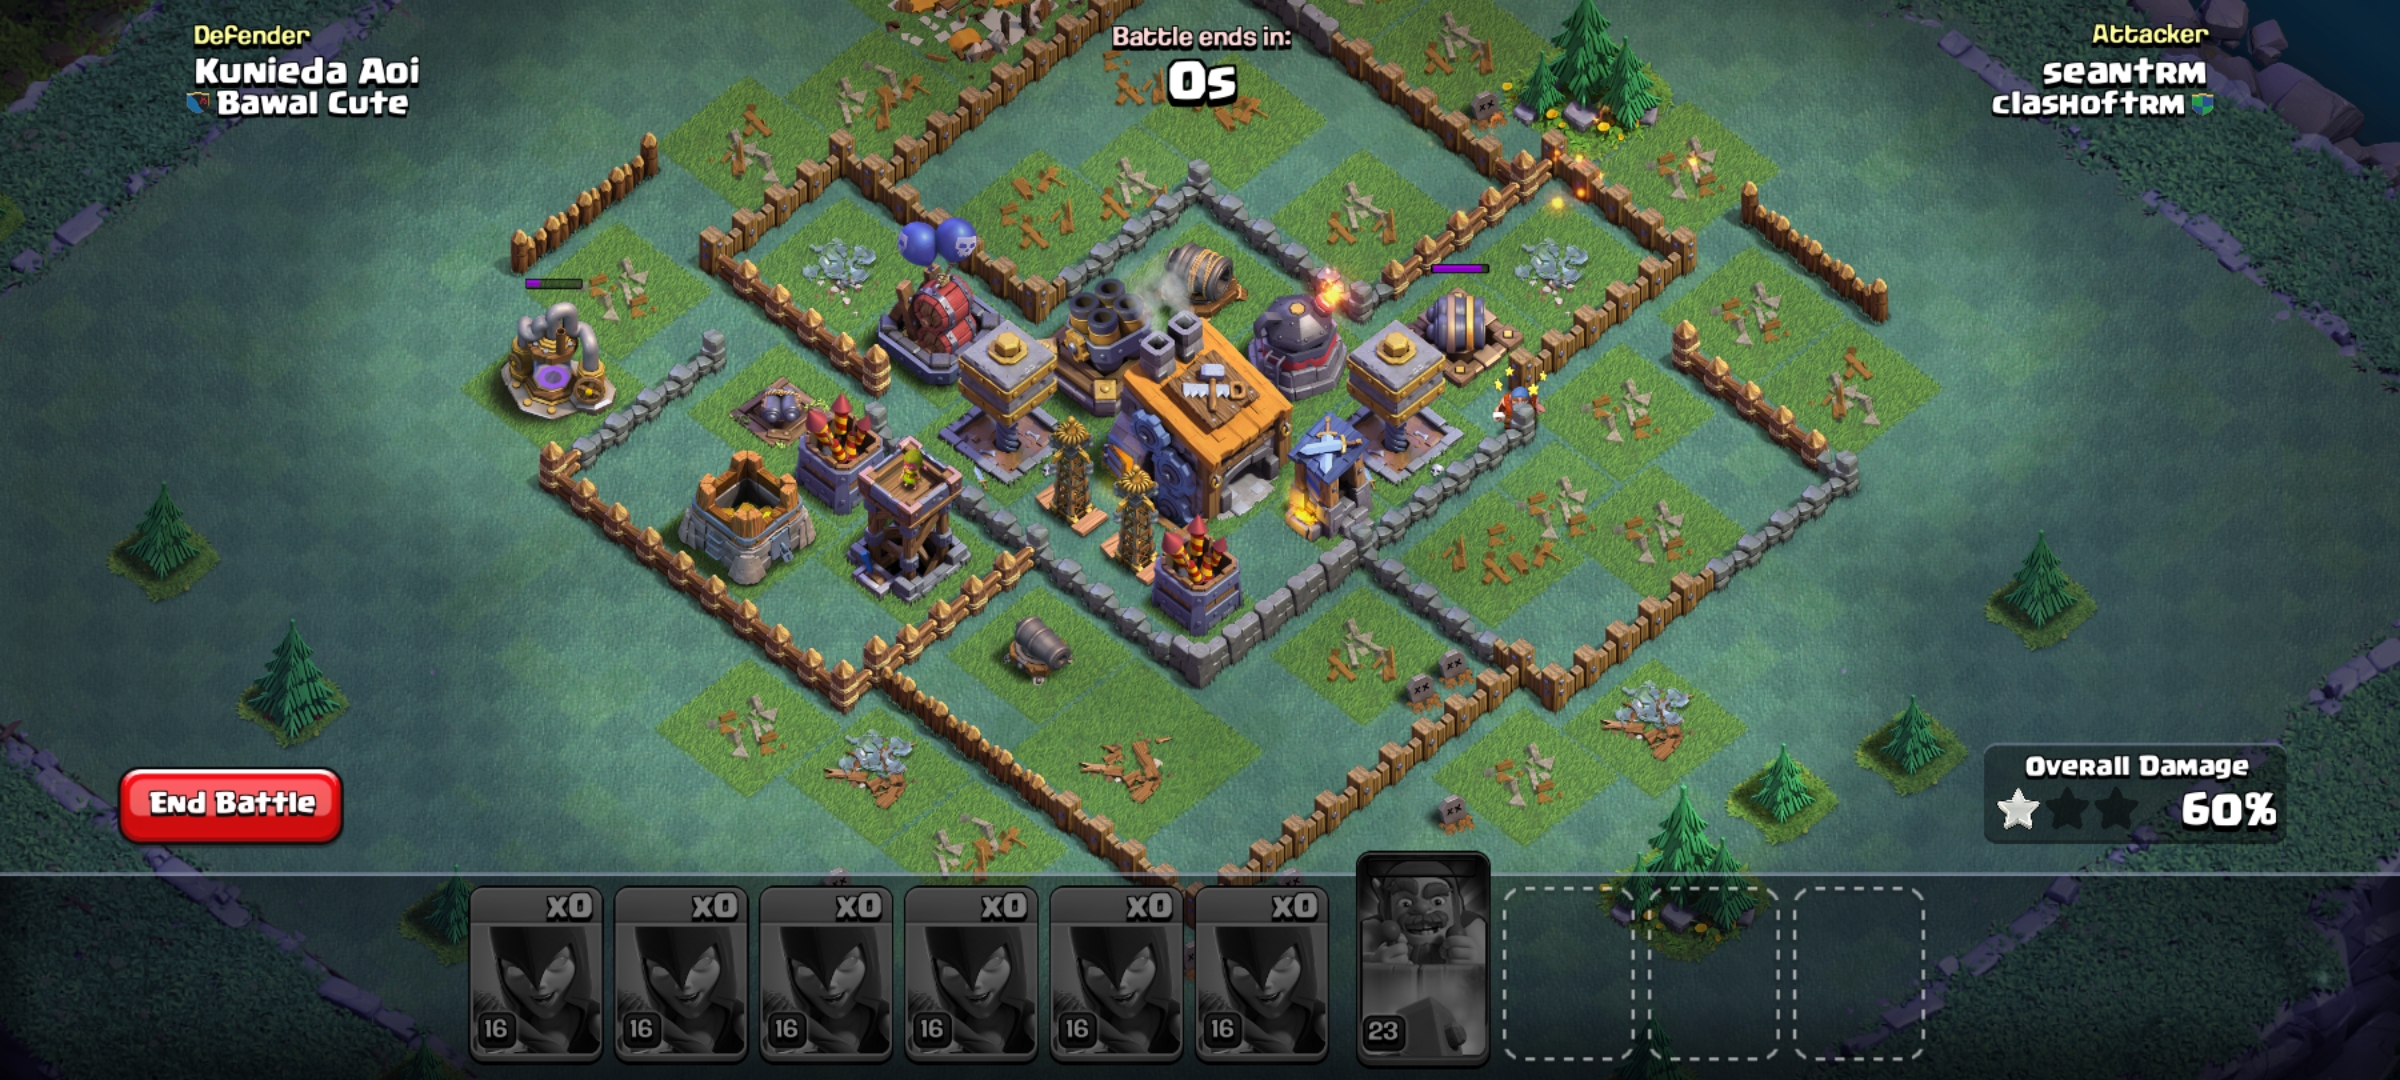 Defender
Kunieda Aoi
Bawal Cute
Battle ends in:
0s
Attacker
seantRM
clashoftRM
End Battle
Overall Damage
60%
x0
x0
x0
x0
x0
x0
16
16
16
16
16
16
23